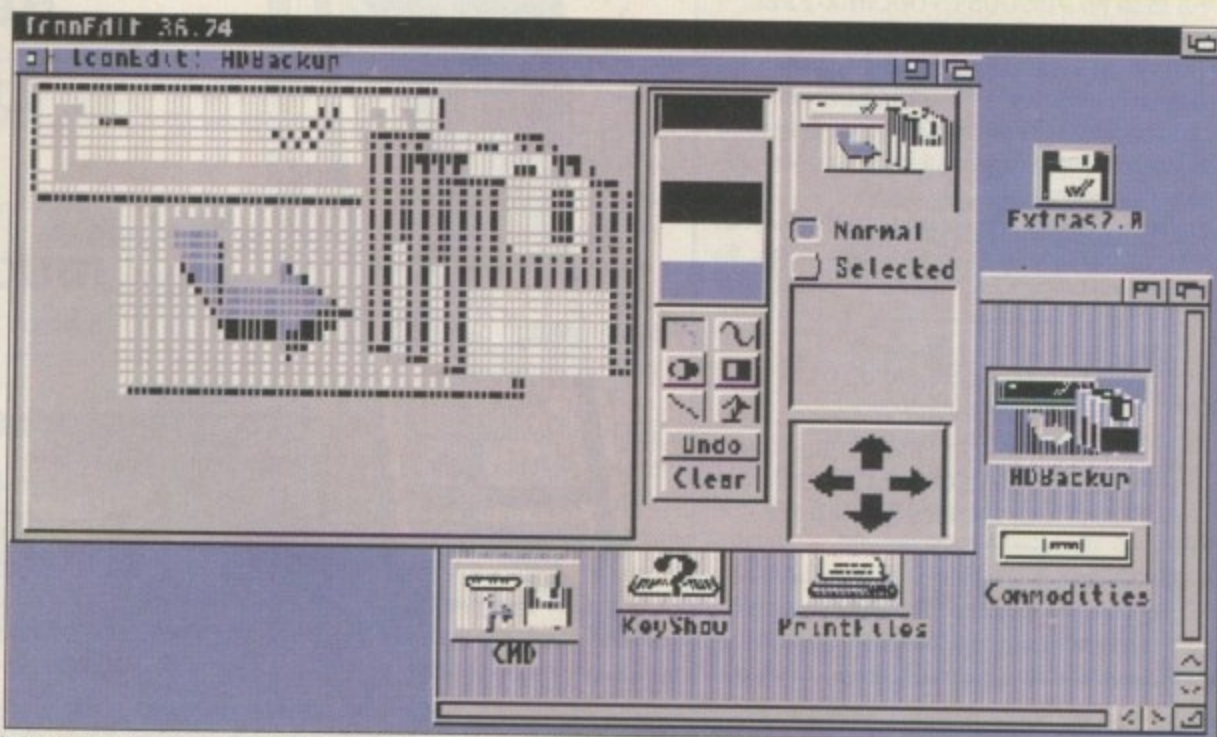 IconEdit 36.74
IconEdit: HDBackup
Normal
Selected
Undo
Clear
Extras2.0
HDBackup
Commodities
CMD
KeyShow
PrintFiles